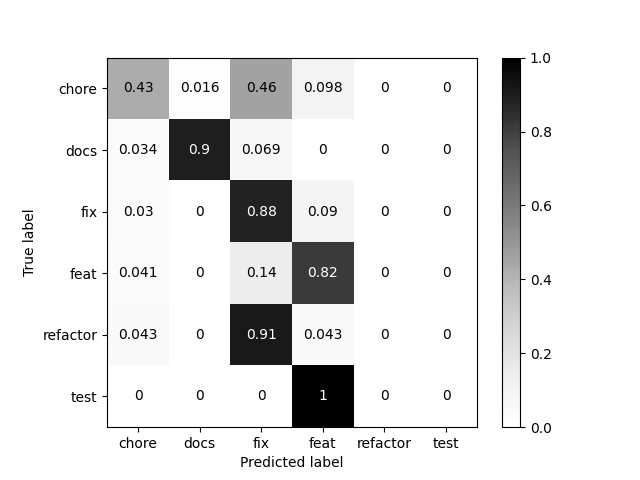 chore 0.43 0.016 0.46 0.098 0 0
docs 0.034 0.9 0.069 0 0 0
fix 0.03 0 0.88 0.09 0 0
feat 0.041 0 0.14 0.82 0 0
refactor 0.043 0 0.91 0.043 0 0
test 0 0 0 1 0 0
chore docs fix feat refactor test
Predicted label
True label
1.0
0.8
0.6
0.4
0.2
0.0